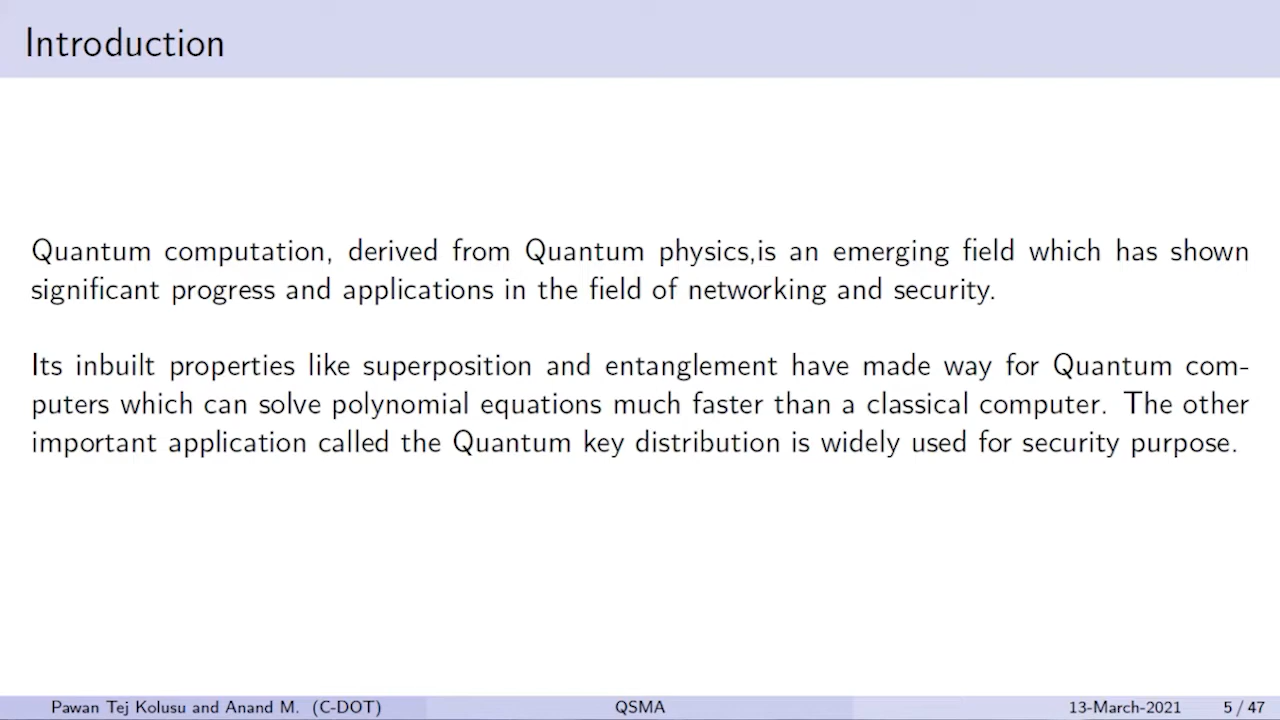 Introduction
Quantum computation, derived from Quantum physics,is an emerging field which has shown
significant progress and applications in the field of networking and security.
Its inbuilt properties like superposition and entanglement have made way for Quantum com-
puters which can solve polynomial equations much faster than a classical computer. The other
important application called the Quantum key distribution is widely used for security purpose.
Pawan Tej Kolusu and Anand M. (C-DOT) QSMA 13-March-2021 5 / 47